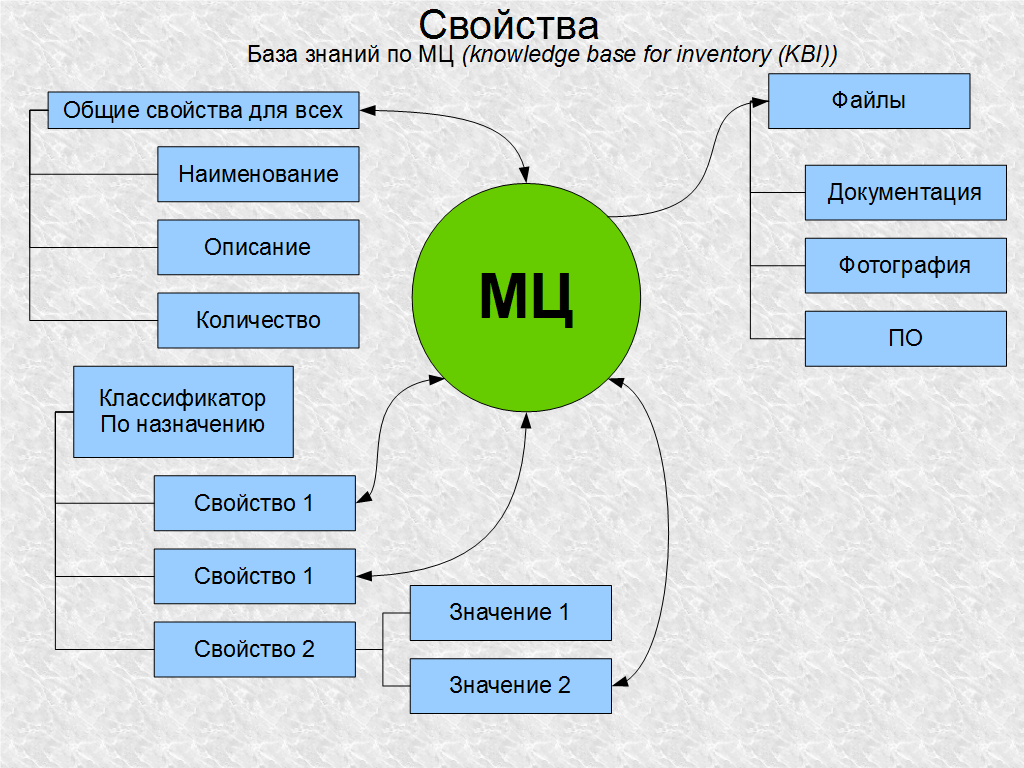 Свойства
База знаний по МЦ (knowledge base for inventory (KBI))
Общие свойства для всех
Наименование
Описание
Количество
МЦ
Файлы
Документация
Фотография
ПО
Классификатор
По назначению
Свойство 1
Свойство 1
Свойство 2
Значение 1
Значение 2